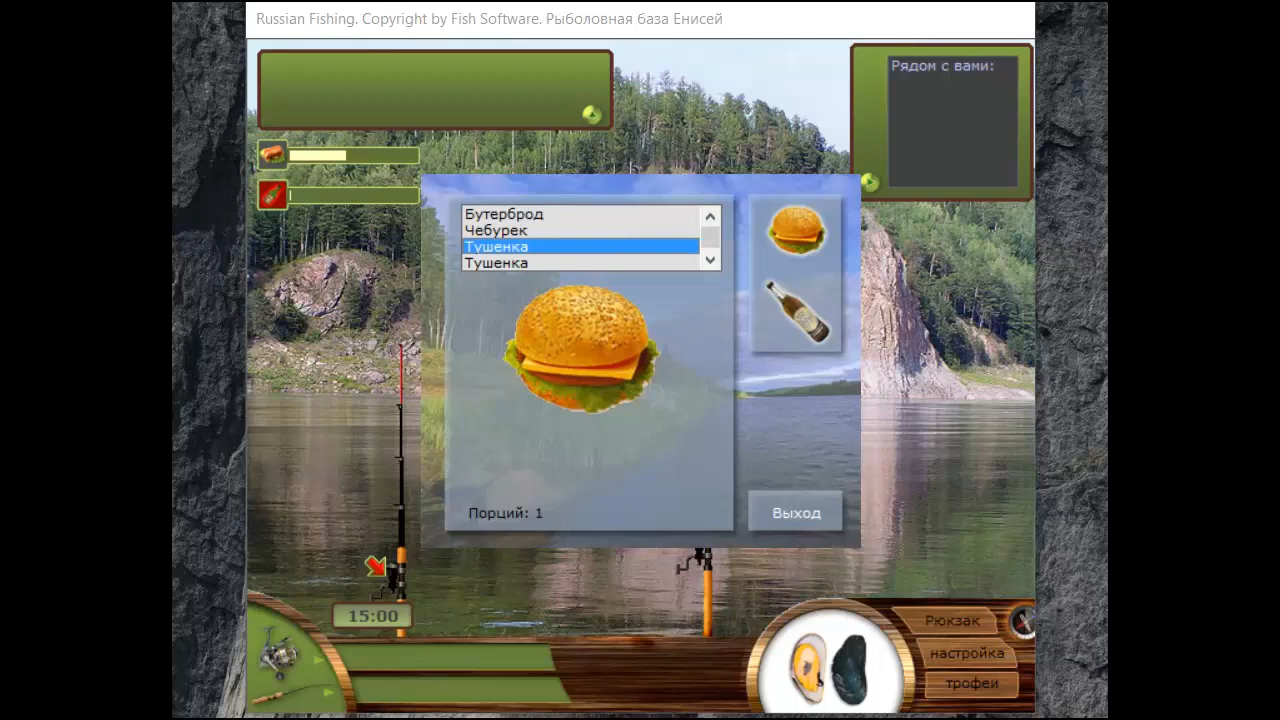 Russian Fishing. Copyright by Fish Software. Рыболовная база Енисей
Рядом с вами:
Бутерброд
Чебурек
Тушенка
Тушенка
Порций: 1
Выход
15:00
Рюкзак
настройка
трофеи